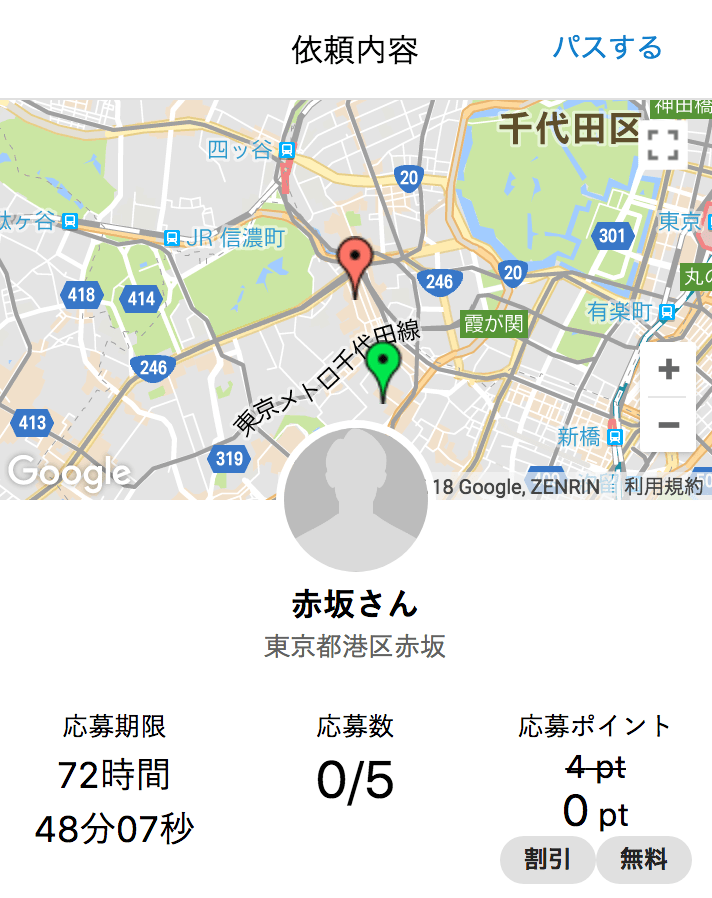 依頼内容
パスする
神田橋
千代田区
四ッ谷
20
駄ヶ谷
JR 信濃町
301
東京
418
414
246
20
丸の
有楽町
霞が関
246
東京メトロ千代田線
413
319
新橋
Google
18 Google, ZENRIN
利用規約
赤坂さん
東京都港区赤坂
応募期限
応募数
応募ポイント
72時間
48分07秒
0/5
4 pt
0 pt
割引
無料